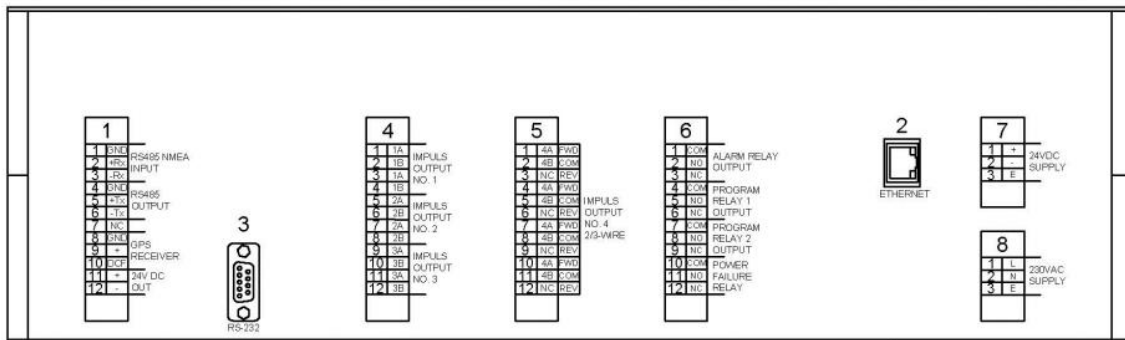 1
1 GND RS485 NMEA
2 +Rx INPUT
3 -Rx
4 GND RS485
5 +Tx OUTPUT
6 -Tx
7 NC
8 GND GPS
9 + RECEIVER
10 DCF
11 + 24V DC
12 - OUT
3
RS-232
4
1 1A IMPULS
2 1B OUTPUT
3 1A NO. 1
4 1B
5 2A IMPULS
6 2B OUTPUT
7 2A NO. 2
8 2B
9 3A IMPULS
10 3B OUTPUT
11 3A NO. 3
12 3B
5
1 4A FWD
2 4B COM
3 NC REV
4 4A FWD
5 4B COM IMPULS
6 NC REV OUTPUT
7 4A FWD NO. 4
8 4B COM 2/3-WIRE
9 NC REV
10 4A FWD
11 4B COM
12 NC REV
6
1 COM ALARM RELAY
2 NO OUTPUT
3 NC
4 COM PROGRAM
5 NO RELAY 1
6 NC OUTPUT
7 COM PROGRAM
8 NO RELAY 2
9 NC OUTPUT
10 COM POWER
11 NO FAILURE
12 NC RELAY
2
ETHERNET
7
1 + 24VDC
2 - SUPPLY
3 E
8
1 L 230VAC
2 N SUPPLY
3 E